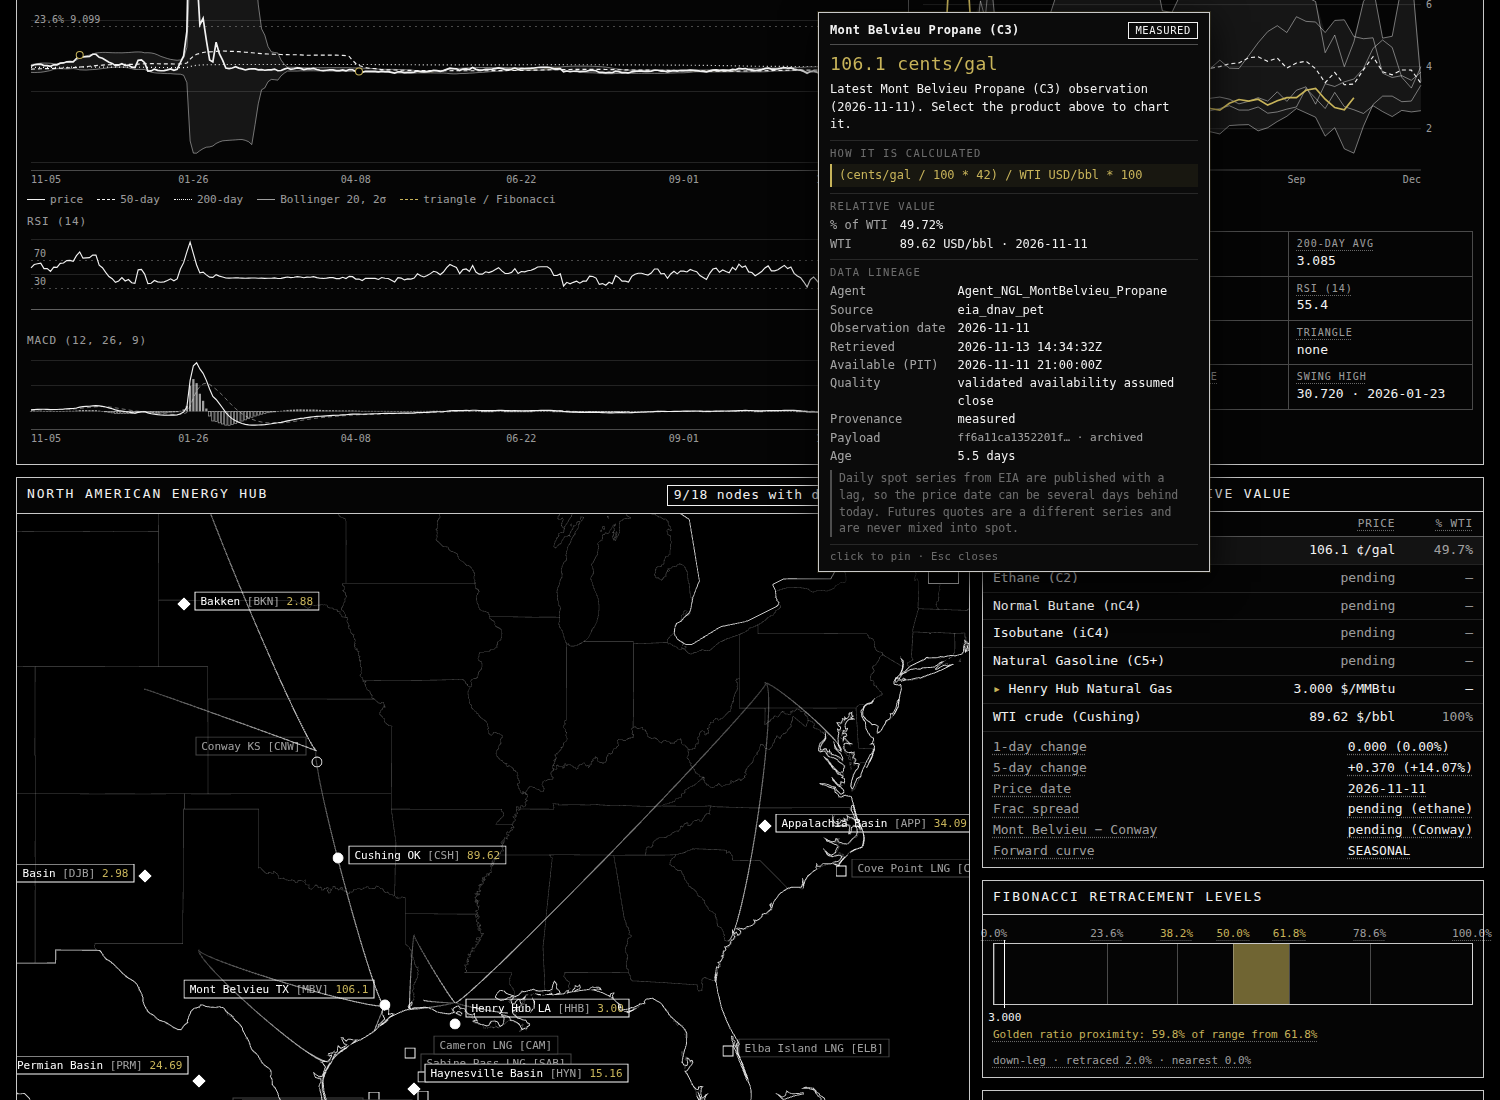 23.6% 9.099
11-05 01-26 04-08 06-22 09-01
price 50-day 200-day Bollinger 20, 2σ triangle / Fibonacci
RSI (14)
70
30
MACD (12, 26, 9)
11-05 01-26 04-08 06-22 09-01
Mont Belvieu Propane (C3) MEASURED
106.1 cents/gal
Latest Mont Belvieu Propane (C3) observation
(2026-11-11). Select the product above to chart
it.
HOW IT IS CALCULATED
(cents/gal / 100 * 42) / WTI USD/bbl * 100
RELATIVE VALUE
% of WTI 49.72%
WTI 89.62 USD/bbl · 2026-11-11
DATA LINEAGE
Agent Agent_NGL_MontBelvieu_Propane
Source eia_dnav_pet
Observation date 2026-11-11
Retrieved 2026-11-13 14:34:32Z
Available (PIT) 2026-11-11 21:00:00Z
Quality validated availability assumed
close
Provenance measured
Payload ff6a11ca1352201f… · archived
Age 5.5 days
Daily spot series from EIA are published with a
lag, so the price date can be several days behind
today. Futures quotes are a different series and
are never mixed into spot.
click to pin · Esc closes
6
4
2
Sep Dec
200-DAY AVG
3.085
RSI (14)
55.4
TRIANGLE
none
E
SWING HIGH
30.720 · 2026-01-23
NORTH AMERICAN ENERGY HUB
9/18 nodes with d
Bakken [BKN] 2.88
Conway KS [CNW]
Cushing OK [CSH] 89.62
Appalachia Basin [APP] 34.09
Cove Point LNG [C
Basin [DJB] 2.98
Mont Belvieu TX [MBV] 106.1
Henry Hub LA [HHB] 3.00
Cameron LNG [CAM]
Sabine Pass LNG [SAB]
Haynesville Basin [HYN] 15.16
Elba Island LNG [ELB]
Permian Basin [PRM] 24.69
VE VALUE
PRICE % WTI
106.1 ¢/gal 49.7%
Ethane (C2) pending —
Normal Butane (nC4) pending —
Isobutane (iC4) pending —
Natural Gasoline (C5+) pending —
▸ Henry Hub Natural Gas 3.000 $/MMBtu —
WTI crude (Cushing) 89.62 $/bbl 100%
1-day change 0.000 (0.00%)
5-day change +0.370 (+14.07%)
Price date 2026-11-11
Frac spread pending (ethane)
Mont Belvieu − Conway pending (Conway)
Forward curve SEASONAL
FIBONACCI RETRACEMENT LEVELS
0.0% 23.6% 38.2% 50.0% 61.8% 78.6% 100.0%
3.000
Golden ratio proximity: 59.8% of range from 61.8%
down-leg · retraced 2.0% · nearest 0.0%